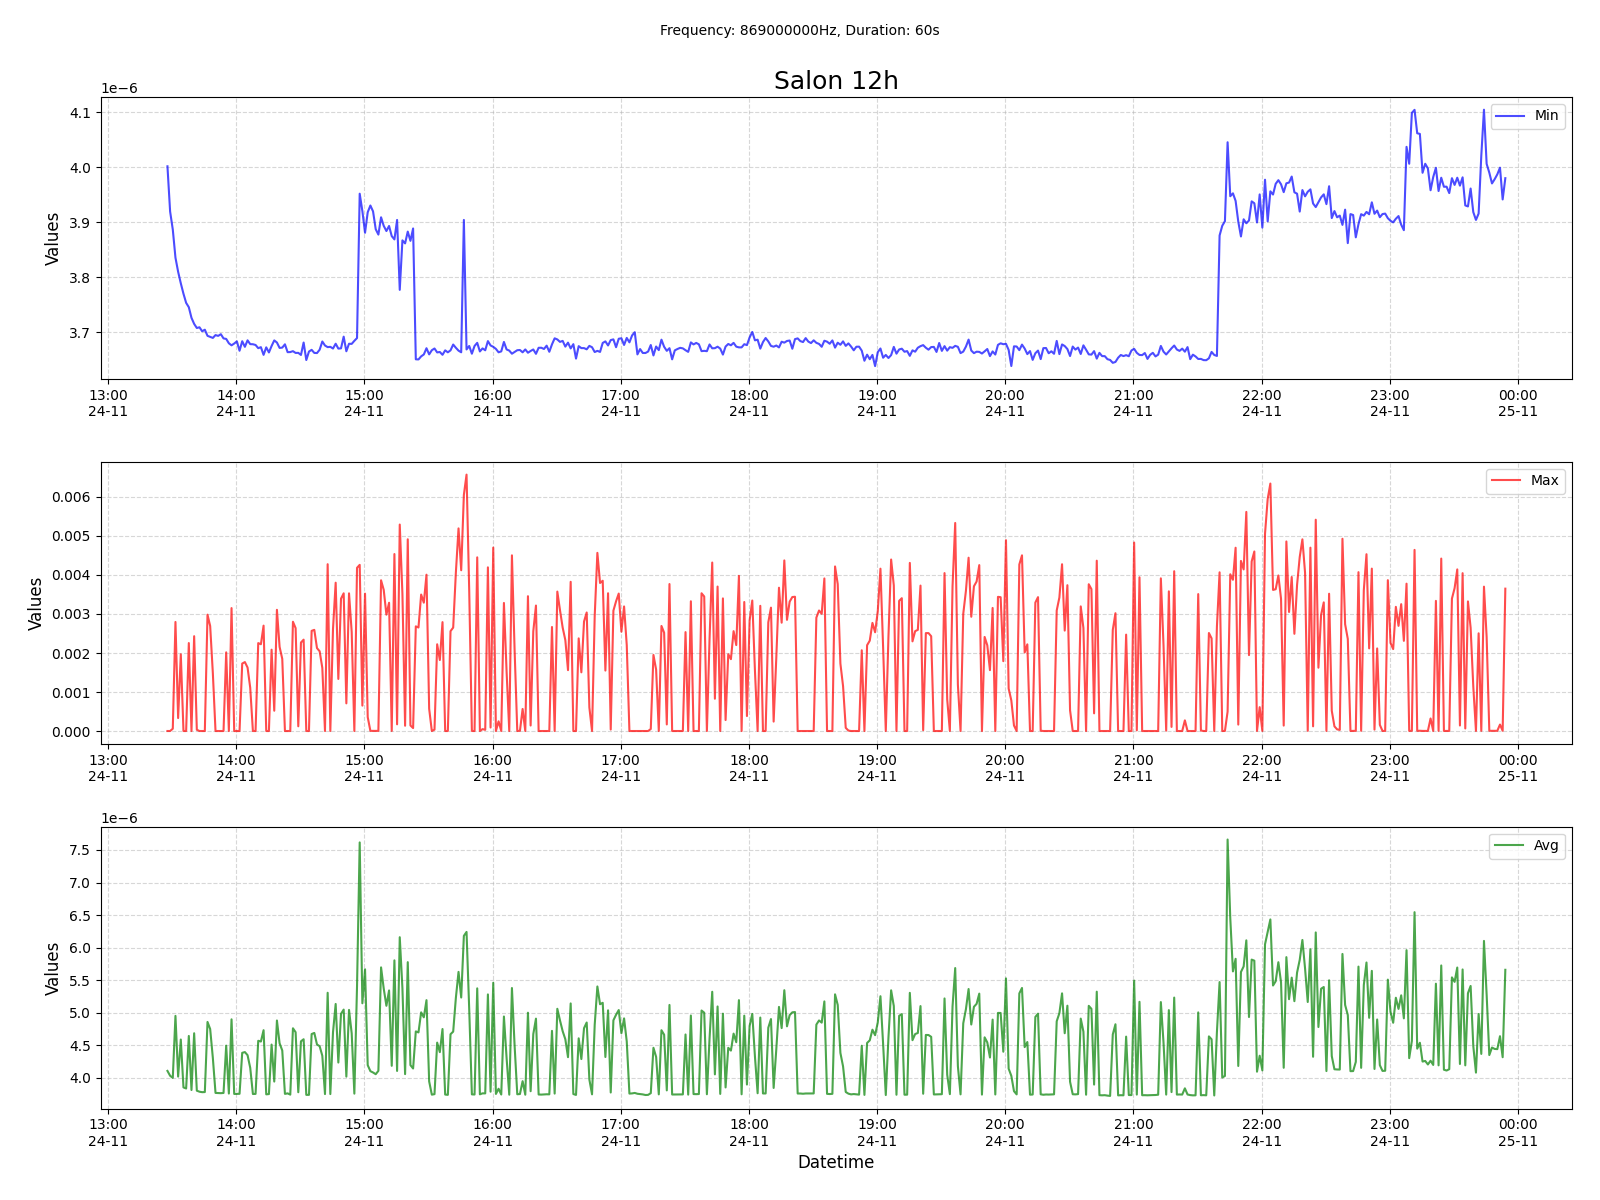 Frequency: 869000000Hz, Duration: 60s
Salon 12h
1e−6
Min
4.1
4.0
3.9
3.8
3.7
Values
13:00 14:00 15:00 16:00 17:00 18:00 19:00 20:00 21:00 22:00 23:00 00:00
24-11 24-11 24-11 24-11 24-11 24-11 24-11 24-11 24-11 24-11 24-11 25-11
Max
0.006
0.005
0.004
0.003
0.002
0.001
0.000
Values
13:00 14:00 15:00 16:00 17:00 18:00 19:00 20:00 21:00 22:00 23:00 00:00
24-11 24-11 24-11 24-11 24-11 24-11 24-11 24-11 24-11 24-11 24-11 25-11
1e−6
Avg
7.5
7.0
6.5
6.0
5.5
5.0
4.5
4.0
Values
13:00 14:00 15:00 16:00 17:00 18:00 19:00 20:00 21:00 22:00 23:00 00:00
24-11 24-11 24-11 24-11 24-11 24-11 24-11 24-11 24-11 24-11 24-11 25-11
Datetime